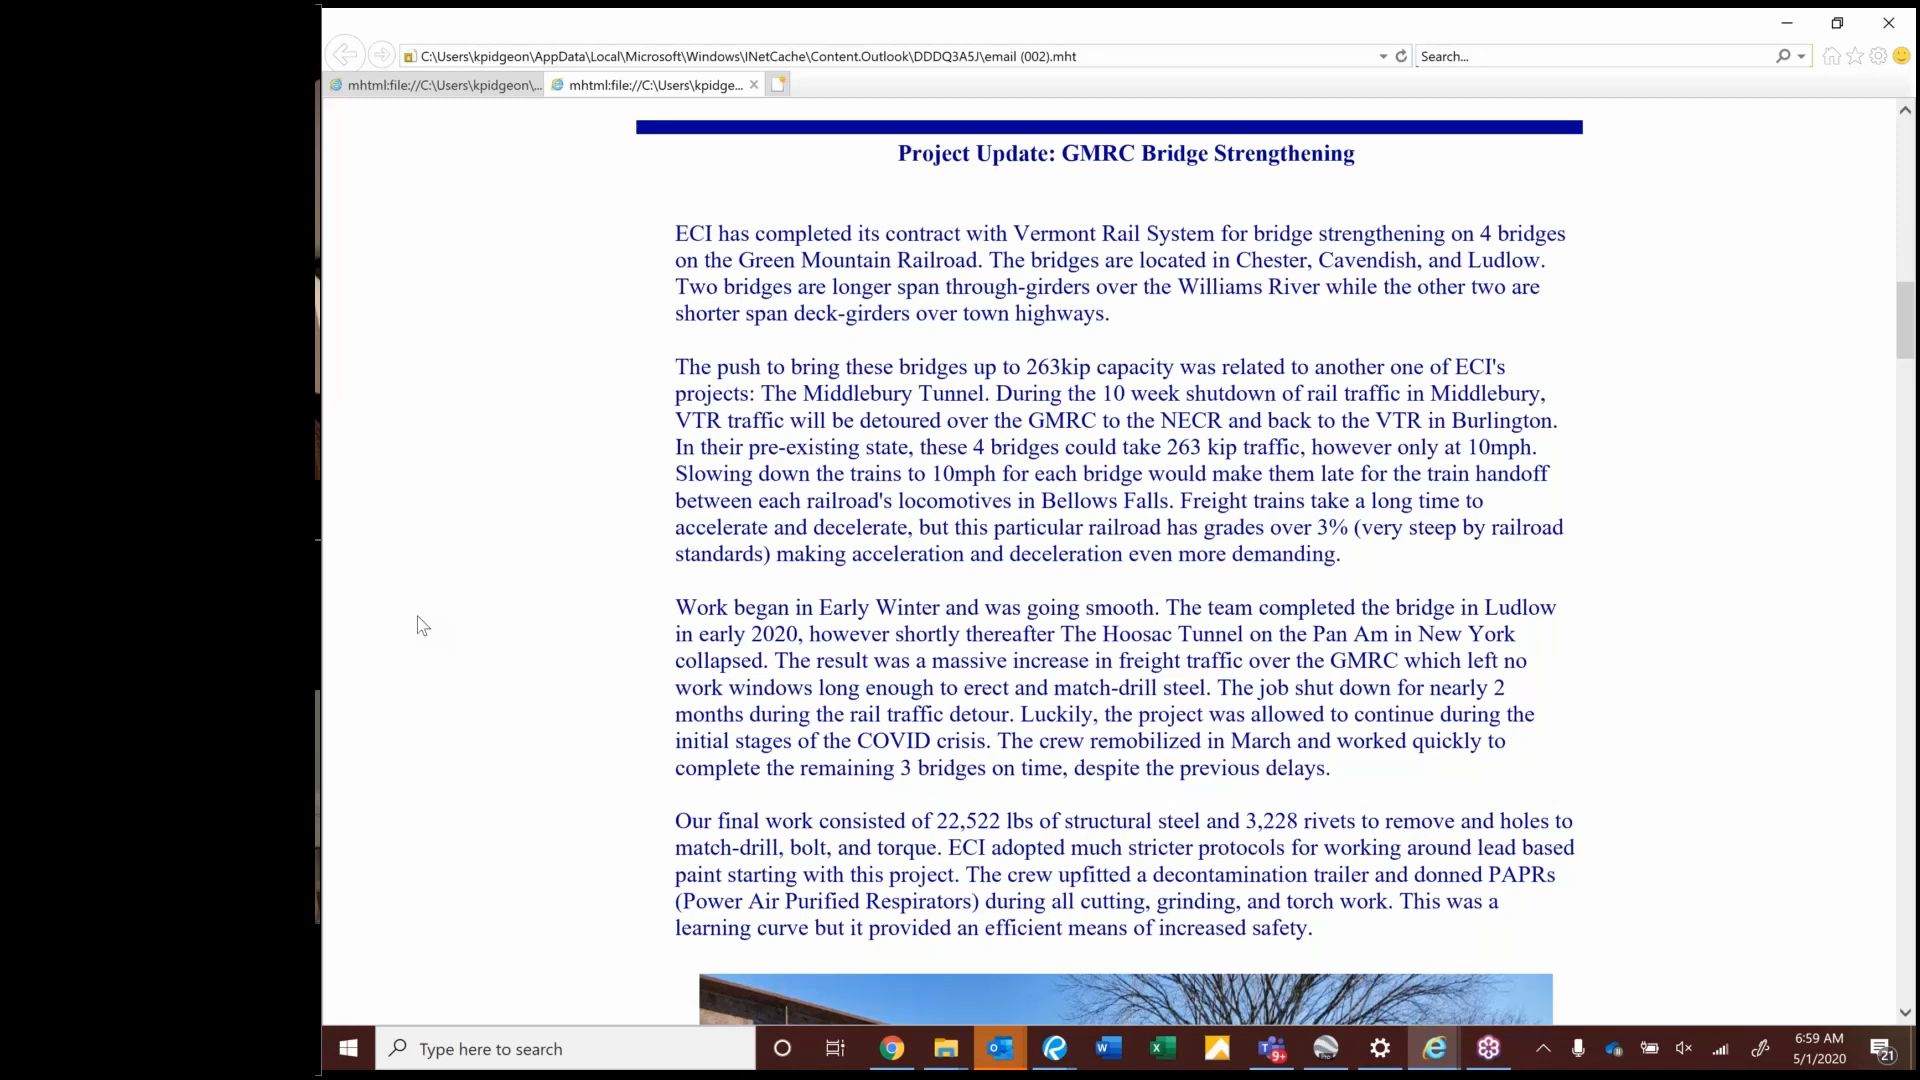 C:\Users\kpidgeon\AppData\Local\Microsoft\Windows\INetCache\Content.Outlook\DDDQ3A5J\email (002).mht
Search...
mhtml:file://C:\Users\kpidgeon\...
mhtml:file://C:\Users\kpidge...
Project Update: GMRC Bridge Strengthening
ECI has completed its contract with Vermont Rail System for bridge strengthening on 4 bridges
on the Green Mountain Railroad. The bridges are located in Chester, Cavendish, and Ludlow.
Two bridges are longer span through-girders over the Williams River while the other two are
shorter span deck-girders over town highways.
The push to bring these bridges up to 263kip capacity was related to another one of ECI's
projects: The Middlebury Tunnel. During the 10 week shutdown of rail traffic in Middlebury,
VTR traffic will be detoured over the GMRC to the NECR and back to the VTR in Burlington.
In their pre-existing state, these 4 bridges could take 263 kip traffic, however only at 10mph.
Slowing down the trains to 10mph for each bridge would make them late for the train handoff
between each railroad's locomotives in Bellows Falls. Freight trains take a long time to
accelerate and decelerate, but this particular railroad has grades over 3% (very steep by railroad
standards) making acceleration and deceleration even more demanding.
Work began in Early Winter and was going smooth. The team completed the bridge in Ludlow
in early 2020, however shortly thereafter The Hoosac Tunnel on the Pan Am in New York
collapsed. The result was a massive increase in freight traffic over the GMRC which left no
work windows long enough to erect and match-drill steel. The job shut down for nearly 2
months during the rail traffic detour. Luckily, the project was allowed to continue during the
initial stages of the COVID crisis. The crew remobilized in March and worked quickly to
complete the remaining 3 bridges on time, despite the previous delays.
Our final work consisted of 22,522 lbs of structural steel and 3,228 rivets to remove and holes to
match-drill, bolt, and torque. ECI adopted much stricter protocols for working around lead based
paint starting with this project. The crew upfitted a decontamination trailer and donned PAPRs
(Power Air Purified Respirators) during all cutting, grinding, and torch work. This was a
learning curve but it provided an efficient means of increased safety.
Type here to search
9+
6:59 AM
5/1/2020
21